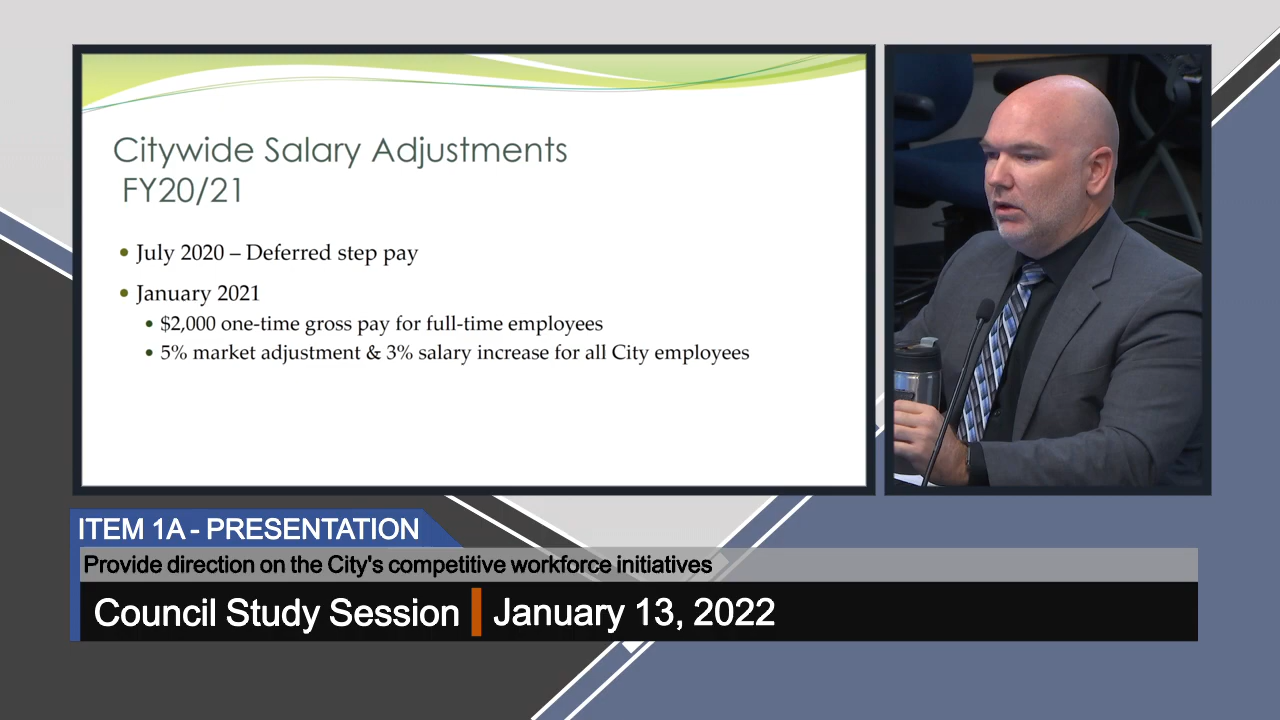 Citywide Salary Adjustments
FY20/21
• July 2020 – Deferred step pay
• January 2021
• $2,000 one-time gross pay for full-time employees
• 5% market adjustment & 3% salary increase for all City employees
ITEM 1A - PRESENTATION
Provide direction on the City's competitive workforce initiatives
Council Study Session
January 13, 2022